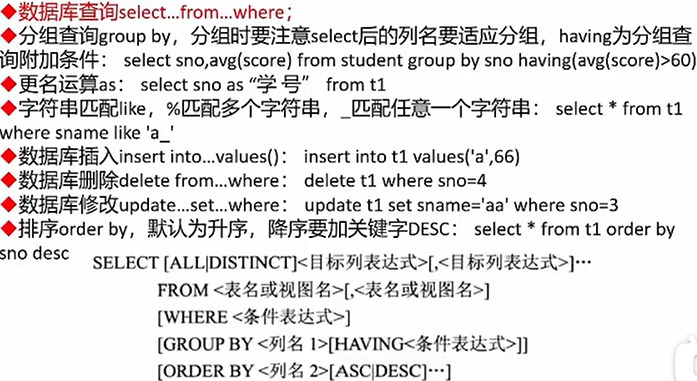 ◆数据库查询select...from...where；
◆分组查询group by，分组时要注意select后的列名要适应分组，having为分组查
询附加条件： select sno,avg(score) from student group by sno having(avg(score)>60)
◆更名运算as： select sno as “学 号” from t1
◆字符串匹配like，%匹配多个字符串，_匹配任意一个字符串： select * from t1
where sname like 'a_'
◆数据库插入insert into...values()： insert into t1 values('a',66)
◆数据库删除delete from...where： delete t1 where sno=4
◆数据库修改update...set...where： update t1 set sname='aa' where sno=3
◆排序order by，默认为升序，降序要加关键字DESC： select * from t1 order by
sno desc
SELECT [ALL|DISTINCT]<目标列表达式>[,<目标列表达式>]…
FROM <表名或视图名>[,<表名或视图名>]
[WHERE <条件表达式>]
[GROUP BY <列名 1>[HAVING<条件表达式>]]
[ORDER BY <列名 2>[ASC|DESC]…]